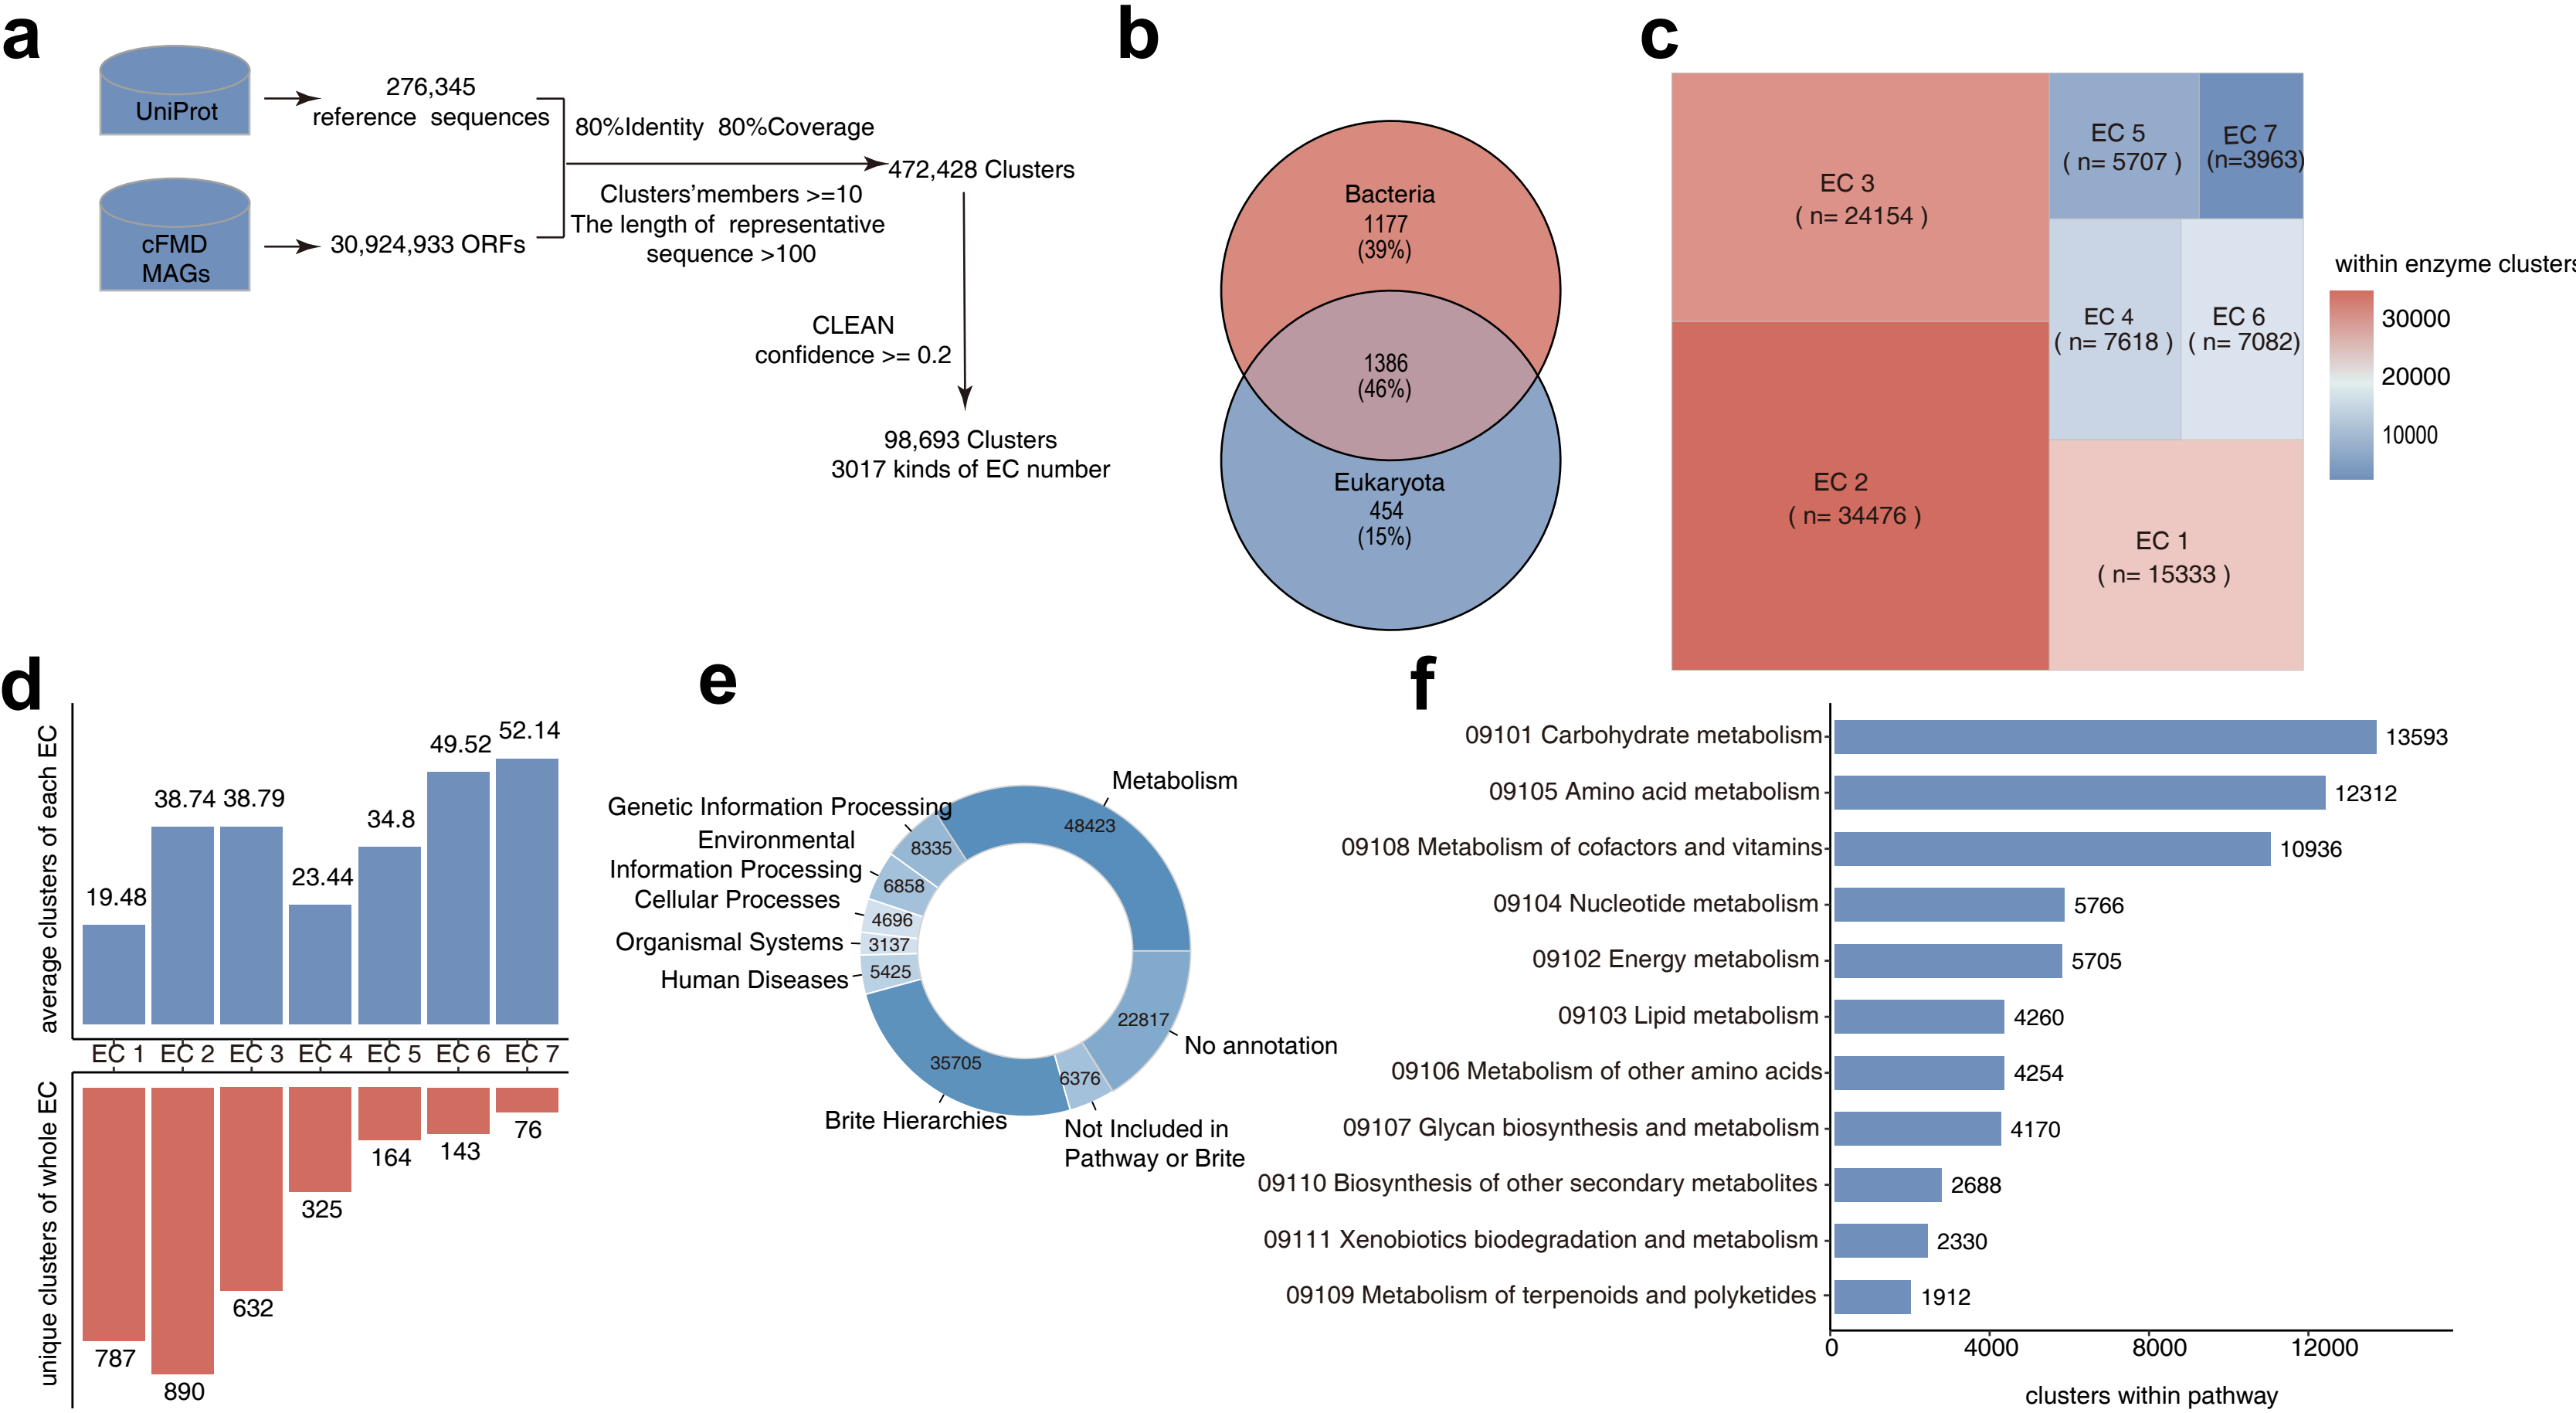 a
UniProt
276,345
reference sequences
cFMD
MAGs
30,924,933 ORFs
80%Identity 80%Coverage
Clusters'members >=10
The length of representative
sequence >100
472,428 Clusters
CLEAN
confidence >= 0.2
98,693 Clusters
3017 kinds of EC number
b
Bacteria
1177
(39%)
1386
(46%)
Eukaryota
454
(15%)
c
EC 3
( n= 24154 )
EC 5
( n= 5707 )
EC 7
(n=3963)
EC 4
( n= 7618 )
EC 6
( n= 7082)
EC 2
( n= 34476 )
EC 1
( n= 15333 )
within enzyme clusters
30000
20000
10000
d
average clusters of each EC
19.48
38.74
38.79
23.44
34.8
49.52
52.14
EC 1
EC 2
EC 3
EC 4
EC 5
EC 6
EC 7
unique clusters of whole EC
787
890
632
325
164
143
76
e
Metabolism
48423
Genetic Information Processing
8335
Environmental
Information Processing
6858
Cellular Processes
4696
Organismal Systems
3137
Human Diseases
5425
Brite Hierarchies
35705
Not Included in
Pathway or Brite
6376
No annotation
22817
f
09101 Carbohydrate metabolism
13593
09105 Amino acid metabolism
12312
09108 Metabolism of cofactors and vitamins
10936
09104 Nucleotide metabolism
5766
09102 Energy metabolism
5705
09103 Lipid metabolism
4260
09106 Metabolism of other amino acids
4254
09107 Glycan biosynthesis and metabolism
4170
09110 Biosynthesis of other secondary metabolites
2688
09111 Xenobiotics biodegradation and metabolism
2330
09109 Metabolism of terpenoids and polyketides
1912
0
4000
8000
12000
clusters within pathway